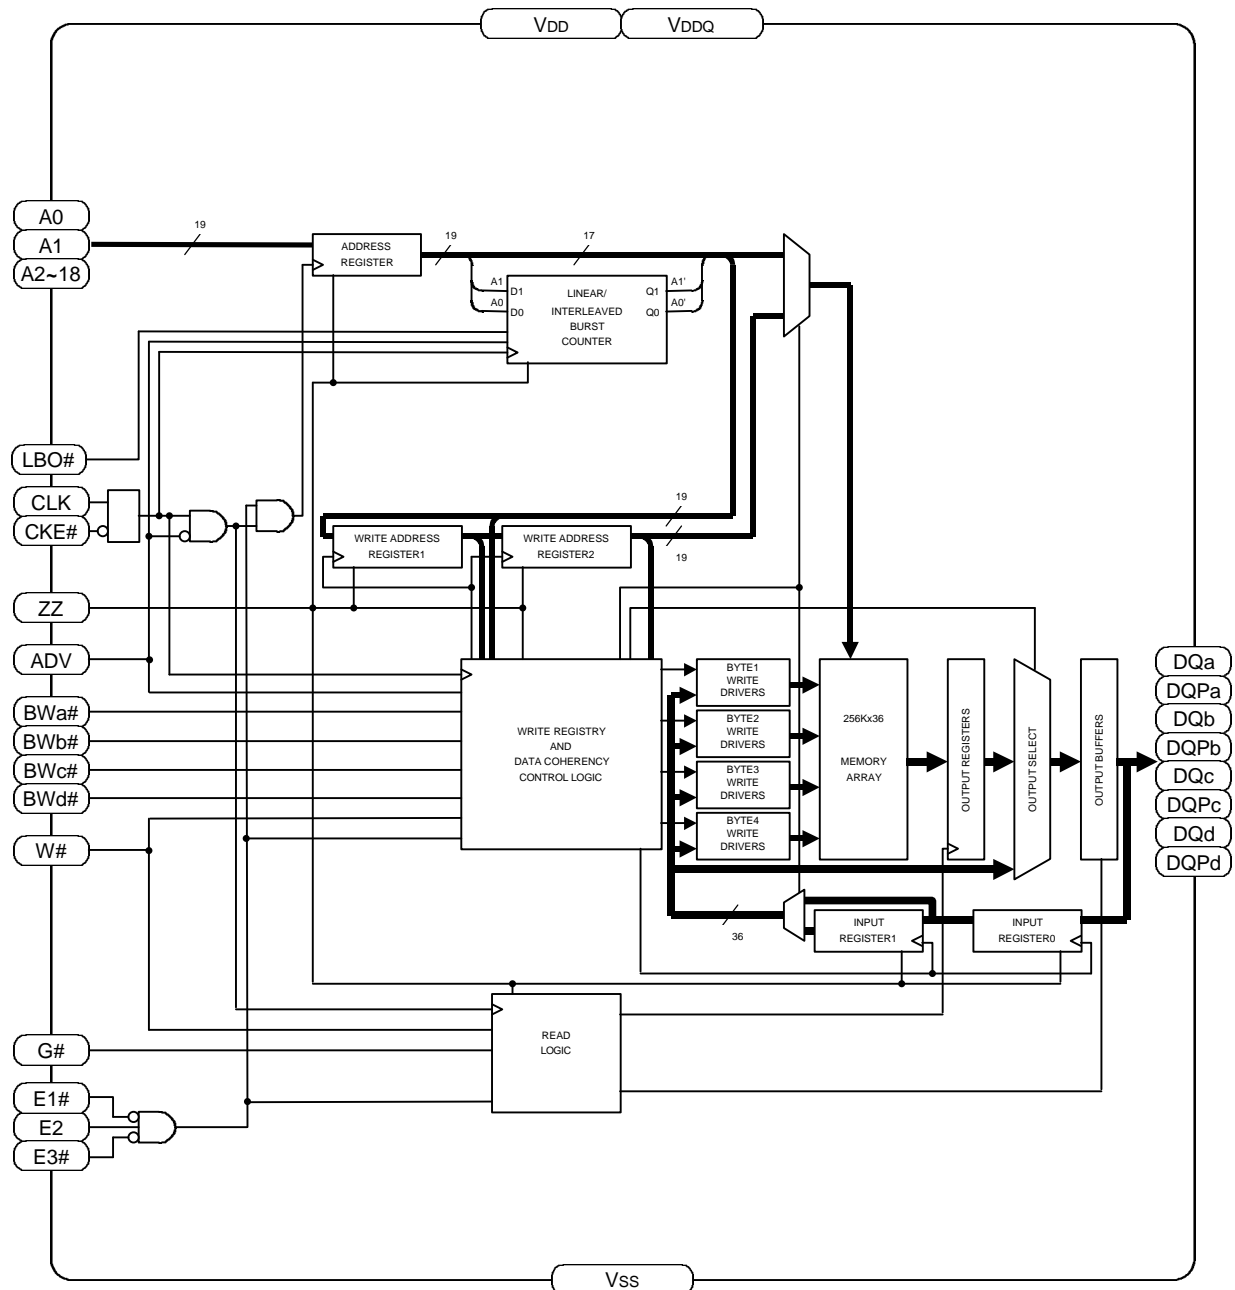 VDD
VDDQ
A0
A1
A2~18
19
ADDRESS
REGISTER
19
17
A1
A0
D1
D0
LINEAR/
INTERLEAVED
BURST
COUNTER
Q1
Q0
A1'
A0'
LBO#
CLK
CKE#
19
19
WRITE ADDRESS
REGISTER1
WRITE ADDRESS
REGISTER2
ZZ
ADV
BWa#
BWb#
BWc#
BWd#
W#
WRITE REGISTRY
AND
DATA COHERENCY
CONTROL LOGIC
BYTE1
WRITE
DRIVERS
BYTE2
WRITE
DRIVERS
BYTE3
WRITE
DRIVERS
BYTE4
WRITE
DRIVERS
256Kx36
MEMORY
ARRAY
OUTPUT REGISTERS
OUTPUT SELECT
OUTPUT BUFFERS
DQa
DQPa
DQb
DQPb
DQc
DQPc
DQd
DQPd
36
INPUT
REGISTER1
INPUT
REGISTER0
READ
LOGIC
G#
E1#
E2
E3#
VSS